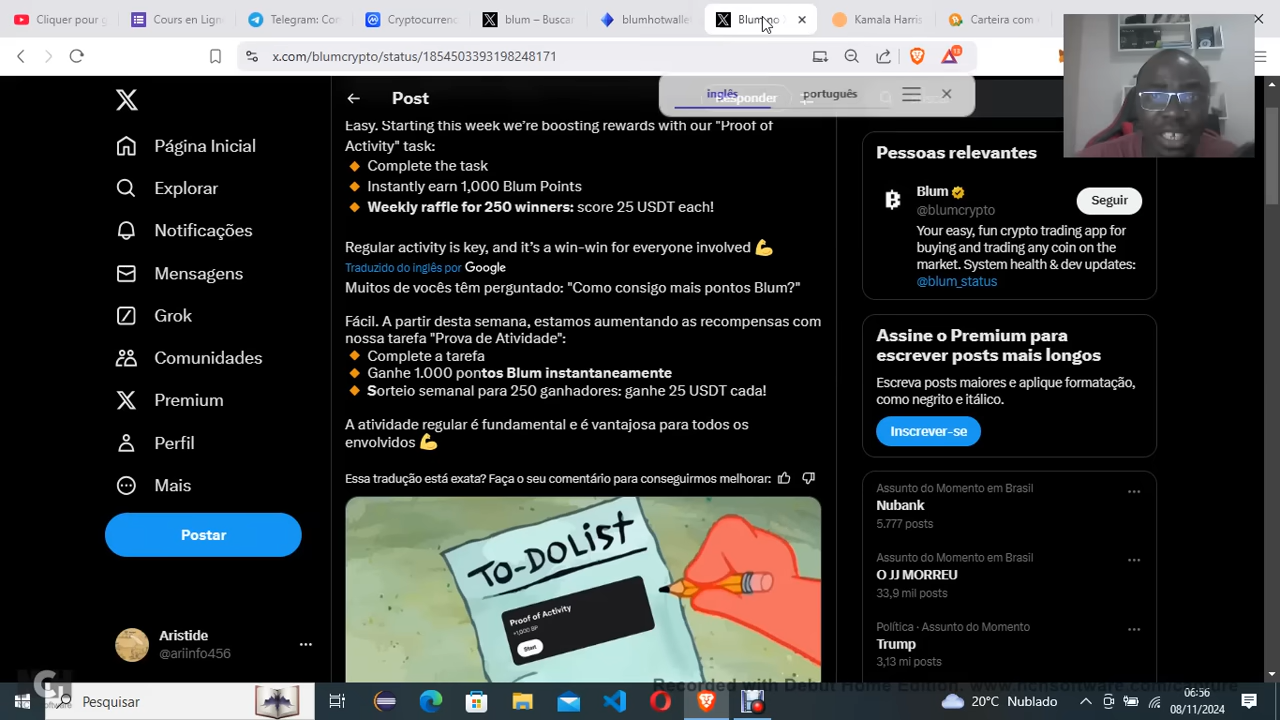 Cliquer para g
Cours en Lign
Telegram: Con
Cryptocurrenc
blum – Buscar
blumhotwalle
Blum no
Kamala Harris
Carteira com
x.com/blumcrypto/status/1854503393198248171
inglês
português
Post
Responder
Easy. Starting this week we're boosting rewards with our "Proof of
Activity" task:
🔸 Complete the task
🔸 Instantly earn 1,000 Blum Points
🔸 Weekly raffle for 250 winners: score 25 USDT each!
Regular activity is key, and it's a win-win for everyone involved 💪
Traduzido do inglês por Google
Muitos de vocês têm perguntado: "Como consigo mais pontos Blum?"
Fácil. A partir desta semana, estamos aumentando as recompensas com
nossa tarefa "Prova de Atividade":
🔸 Complete a tarefa
🔸 Ganhe 1.000 pontos Blum instantaneamente
🔸 Sorteio semanal para 250 ganhadores: ganhe 25 USDT cada!
A atividade regular é fundamental e é vantajosa para todos os
envolvidos 💪
Essa tradução está exata? Faça o seu comentário para conseguirmos melhorar:
TO-DO LIST
Proof of Activity
+1,000 BP
Start
Página Inicial
Explorar
Notificações
Mensagens
Grok
Comunidades
Premium
Perfil
Mais
Postar
Aristide
@ariinfo456
Pessoas relevantes
Blum
@blumcrypto
Seguir
Your easy, fun crypto trading app for
buying and trading any coin on the
market. System health & dev updates:
@blum_status
Assine o Premium para
escrever posts mais longos
Escreva posts maiores e aplique formatação,
como negrito e itálico.
Inscrever-se
Assunto do Momento em Brasil
Nubank
5.777 posts
Assunto do Momento em Brasil
O JJ MORREU
33,9 mil posts
Política · Assunto do Momento
Trump
3,13 mi posts
NCH
Recorded with Debut Home Edition. www.nchsoftware.com/capture
Pesquisar
20°C Nublado
06:56
08/11/2024